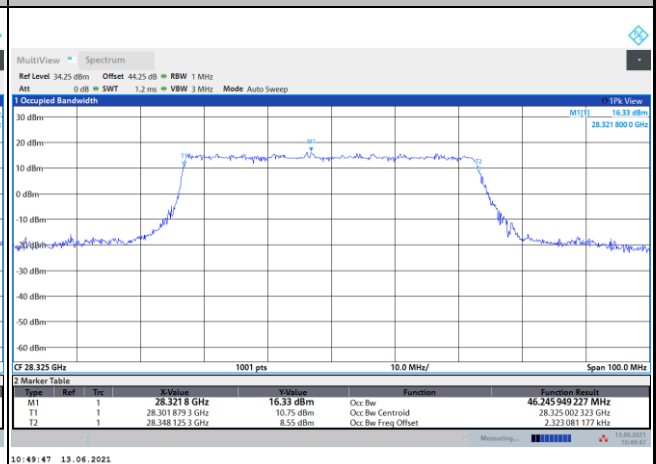 MultiView Spectrum
Ref Level 34.25 dBm Offset 44.25 dB RBW 1 MHz
Att 0 dB SWT 1.2 ms VBW 3 MHz Mode Auto Sweep
1 Occupied Bandwidth 1Pk View
M1[1] 16.33 dBm
28.321 800 0 GHz
30 dBm
20 dBm
M1
T1
T2
10 dBm
0 dBm
-10 dBm
-20 dBm
-30 dBm
-40 dBm
-50 dBm
-60 dBm
CF 28.325 GHz 1001 pts 10.0 MHz/ Span 100.0 MHz
2 Marker Table
Type Ref Trc X-Value Y-Value Function Function Result
M1 1 28.321 8 GHz 16.33 dBm Occ Bw 46.245 949 227 MHz
T1 1 28.301 879 3 GHz 10.75 dBm Occ Bw Centroid 28.325 002 323 GHz
T2 1 28.348 125 3 GHz 8.55 dBm Occ Bw Freq Offset 2.323 081 177 kHz
Measuring... 13.06.2021
10:49:47
10:49:47 13.06.2021